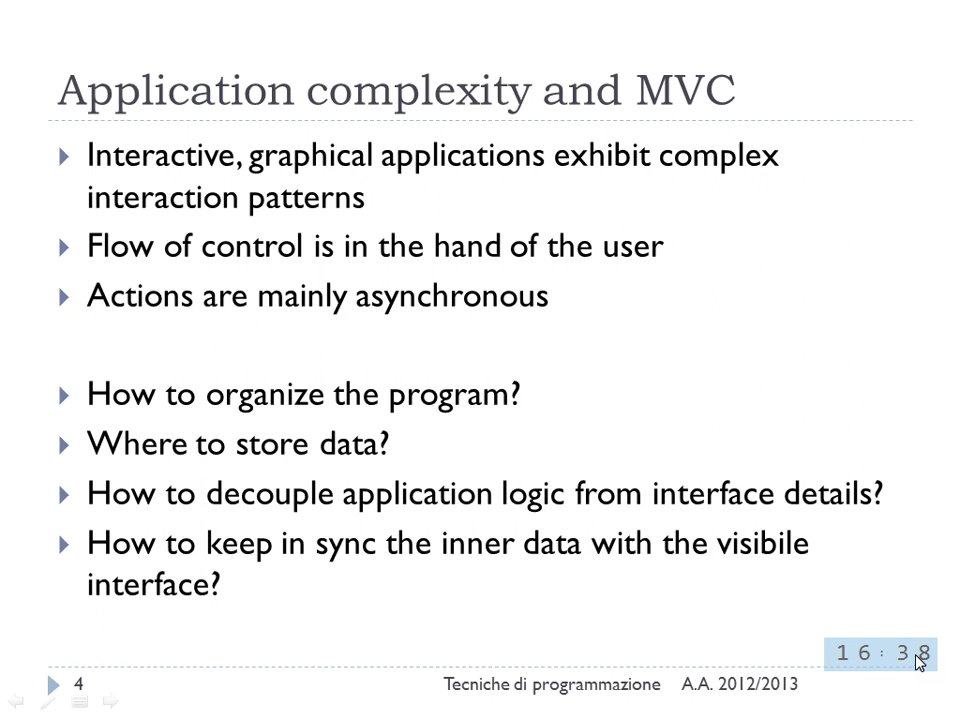 Application complexity and MVC
Interactive, graphical applications exhibit complex
interaction patterns
Flow of control is in the hand of the user
Actions are mainly asynchronous
How to organize the program?
Where to store data?
How to decouple application logic from interface details?
How to keep in sync the inner data with the visibile
interface?
16:38
4 Tecniche di programmazione A.A. 2012/2013